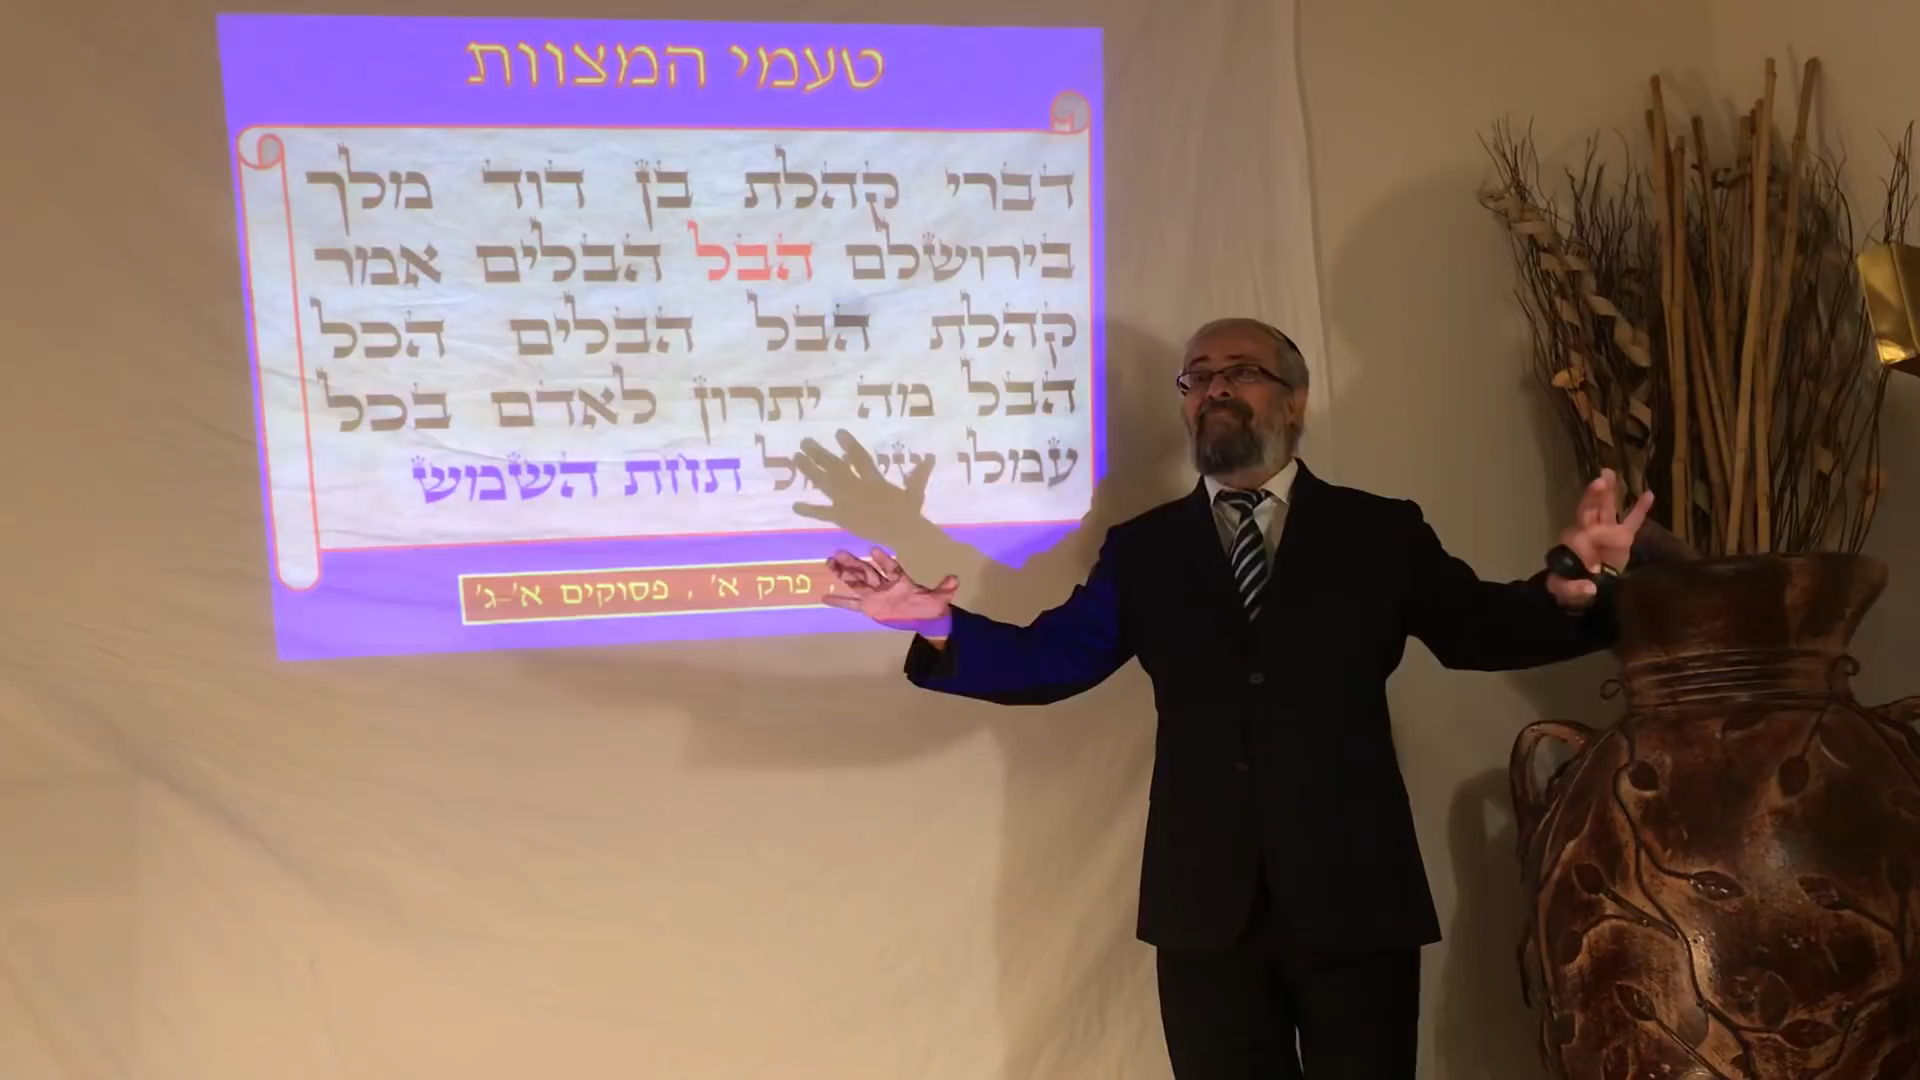 טעמי המצוות
דברי קהלת בן דוד מלך
בירושלם הבל הבלים אמר
קהלת הבל הבלים הכל
הבל מה יתרון לאדם בכל
עמלו תחת השמש
, פרק א' , פסוקים א'-ג'